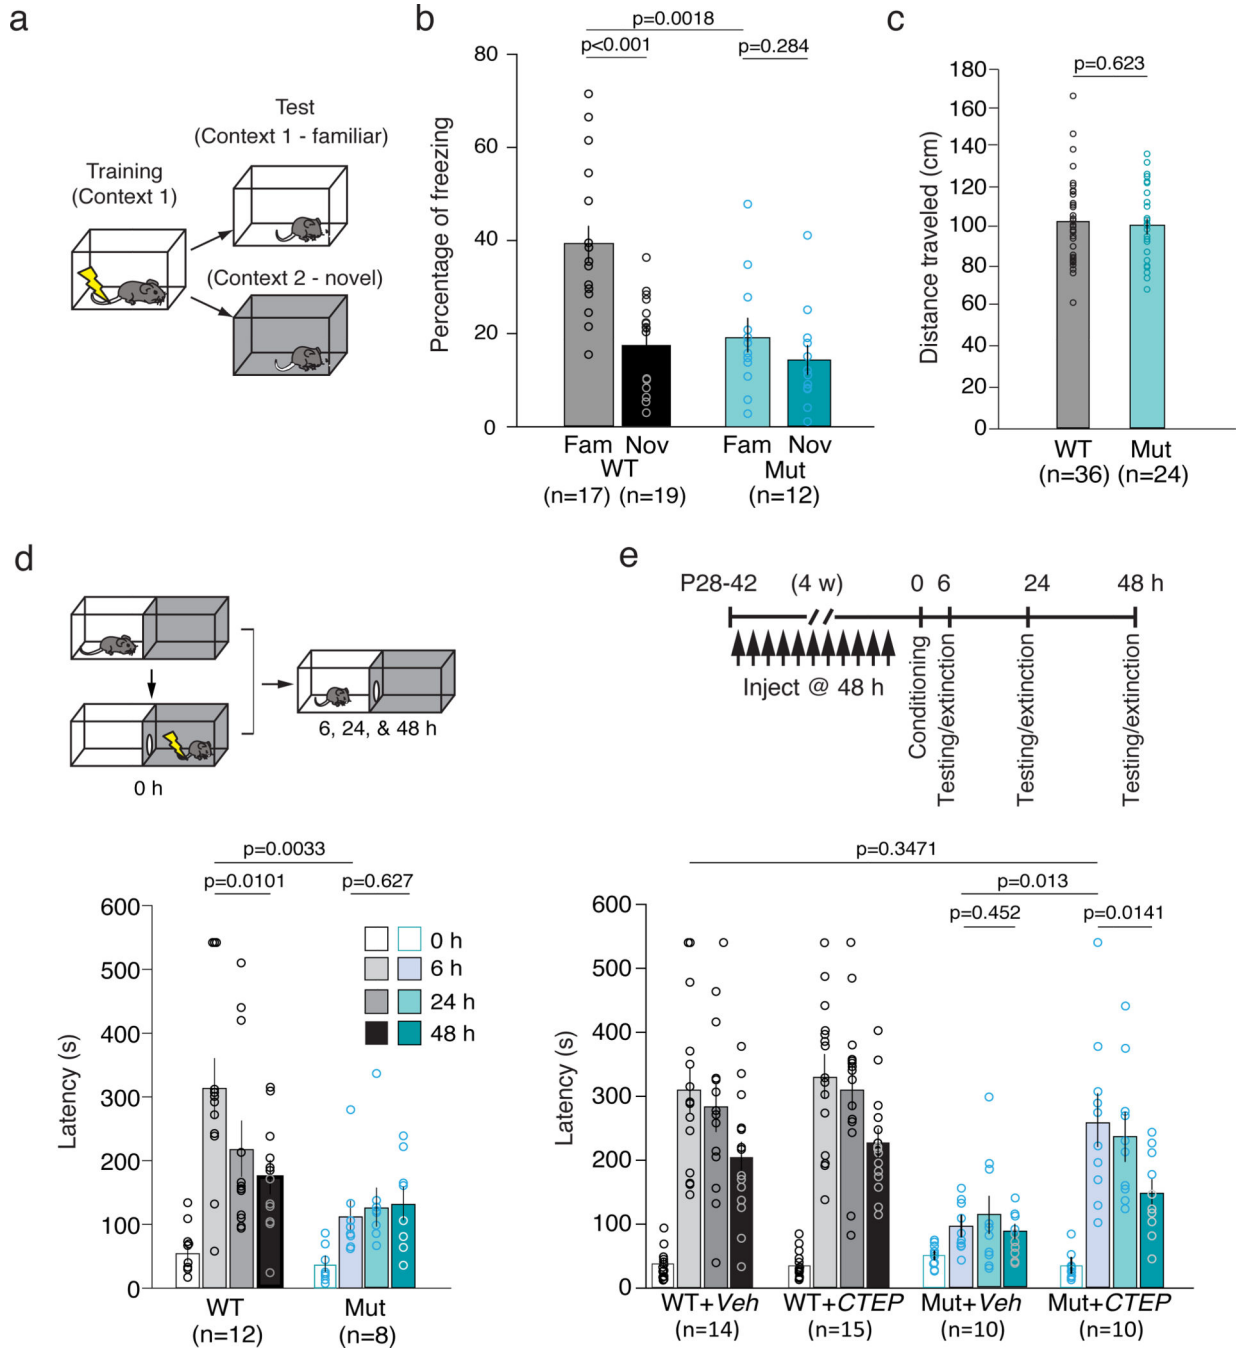 a
Training
(Context 1)
Test
(Context 1 - familiar)
(Context 2 - novel)
b
p=0.0018
p<0.001
p=0.284
Percentage of freezing
80
60
40
20
0
Fam Nov
Fam Nov
WT
Mut
(n=17) (n=19)
(n=12)
c
p=0.623
Distance traveled (cm)
180
160
140
120
100
80
60
40
20
0
WT
Mut
(n=36)
(n=24)
d
0 h
6, 24, & 48 h
p=0.0033
p=0.0101
p=0.627
Latency (s)
600
500
400
300
200
100
0
0 h
6 h
24 h
48 h
WT
Mut
(n=12)
(n=8)
e
P28-42
(4 w)
0
6
24
48 h
Inject @ 48 h
Conditioning
Testing/extinction
Testing/extinction
Testing/extinction
p=0.3471
p=0.013
p=0.452
p=0.0141
Latency (s)
600
500
400
300
200
100
0
WT+Veh
WT+CTEP
Mut+Veh
Mut+CTEP
(n=14)
(n=15)
(n=10)
(n=10)